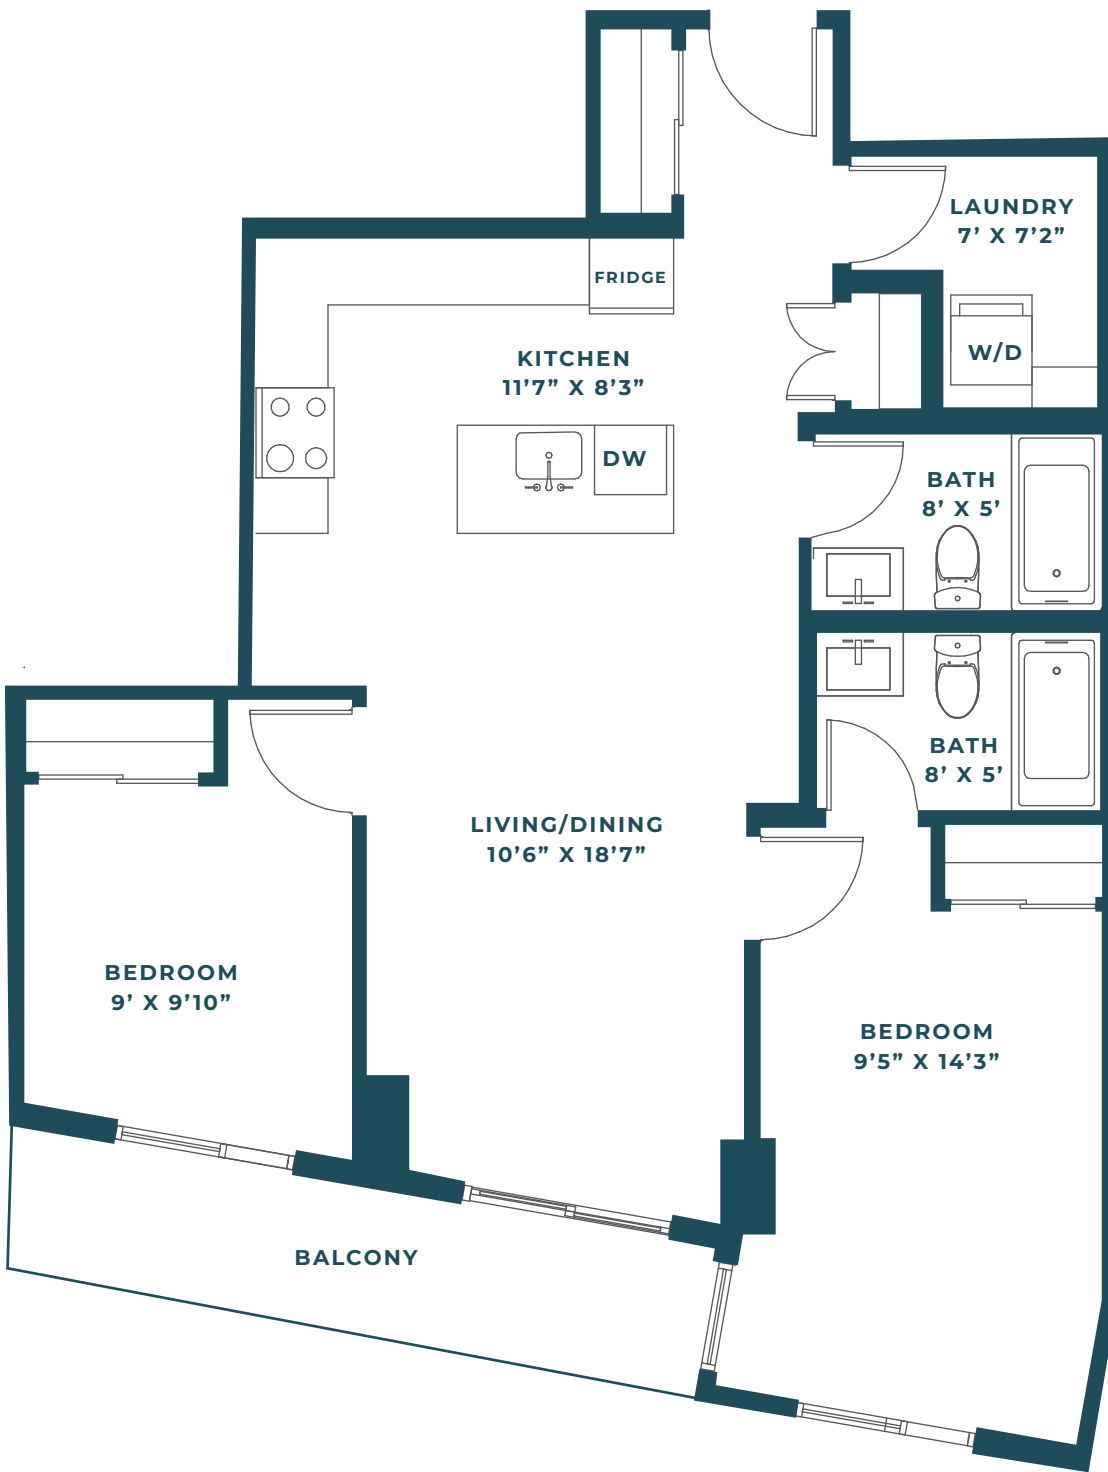 LAUNDRY
7’ X 7’2”
FRIDGE
W/D
KITCHEN
11’7” X 8’3”
DW
BATH
8’ X 5’
BATH
8’ X 5’
LIVING/DINING
10’6” X 18’7”
BEDROOM
9’ X 9’10”
BEDROOM
9’5” X 14’3”
BALCONY